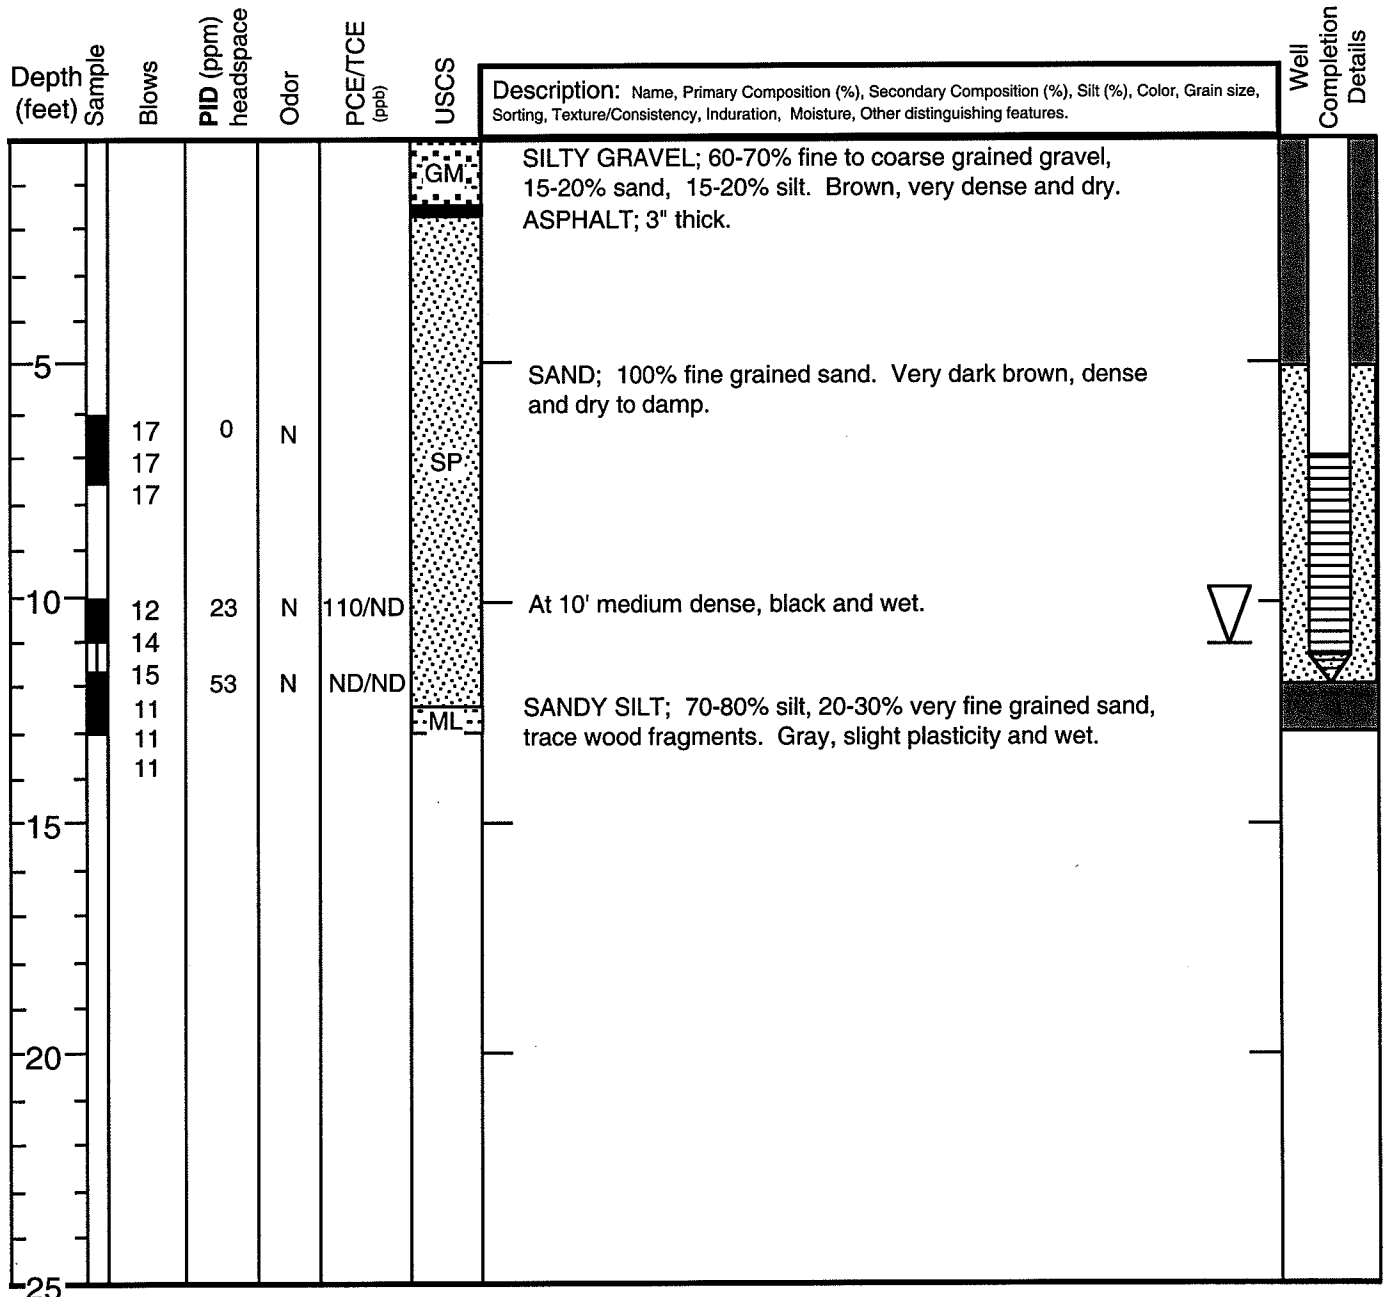 Depth
(feet)
Sample
Blows
PID (ppm)
headspace
Odor
PCE/TCE
(ppb)
USCS
Description: Name, Primary Composition (%), Secondary Composition (%), Silt (%), Color, Grain size,
Sorting, Texture/Consistency, Induration, Moisture, Other distinguishing features.
Well
Completion
Details
GM
SILTY GRAVEL; 60-70% fine to coarse grained gravel,
15-20% sand, 15-20% silt. Brown, very dense and dry.
ASPHALT; 3" thick.
5
SAND; 100% fine grained sand. Very dark brown, dense
and dry to damp.
17 0 N
17
17
SP
10
12 23 N 110/ND
At 10' medium dense, black and wet.
14
15
53 N ND/ND
11
11
11
ML
SANDY SILT; 70-80% silt, 20-30% very fine grained sand,
trace wood fragments. Gray, slight plasticity and wet.
15
20
25